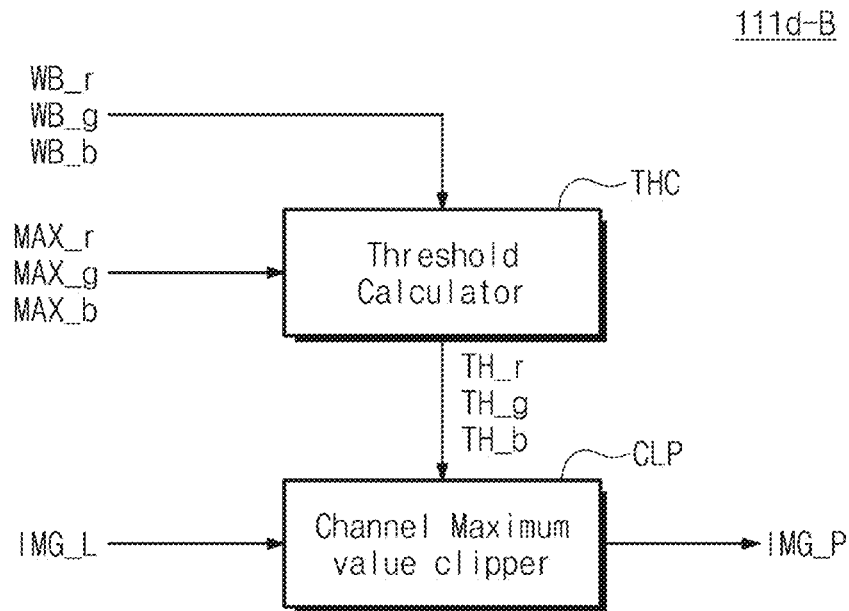 111d-B
WB_r
WB_g
WB_b
THC
MAX_r
MAX_g
MAX_b
Threshold
Calculator
TH_r
TH_g
TH_b
CLP
IMG_L
Channel Maximum
value clipper
IMG_P